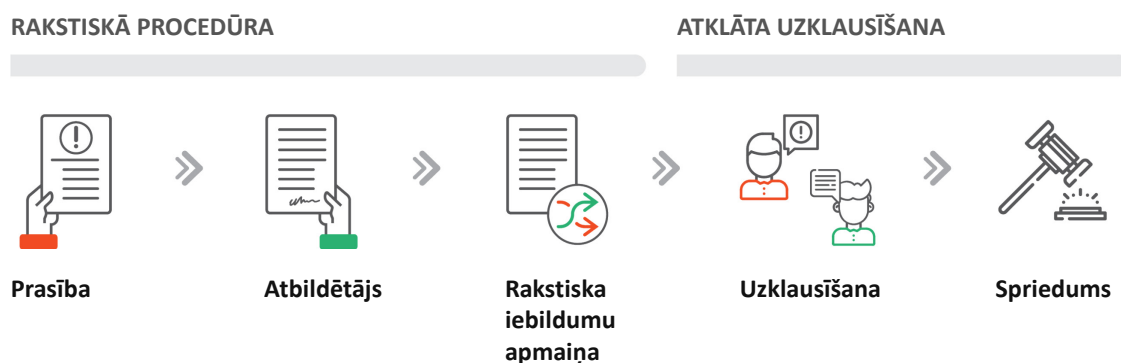 RAKSTISKĀ PROCEDŪRA
ATKLĀTA UZKLAUSĪŠANA
Prasība
Atbildētājs
Rakstiska
iebildumu
apmaiņa
Uzklausīšana
Spriedums